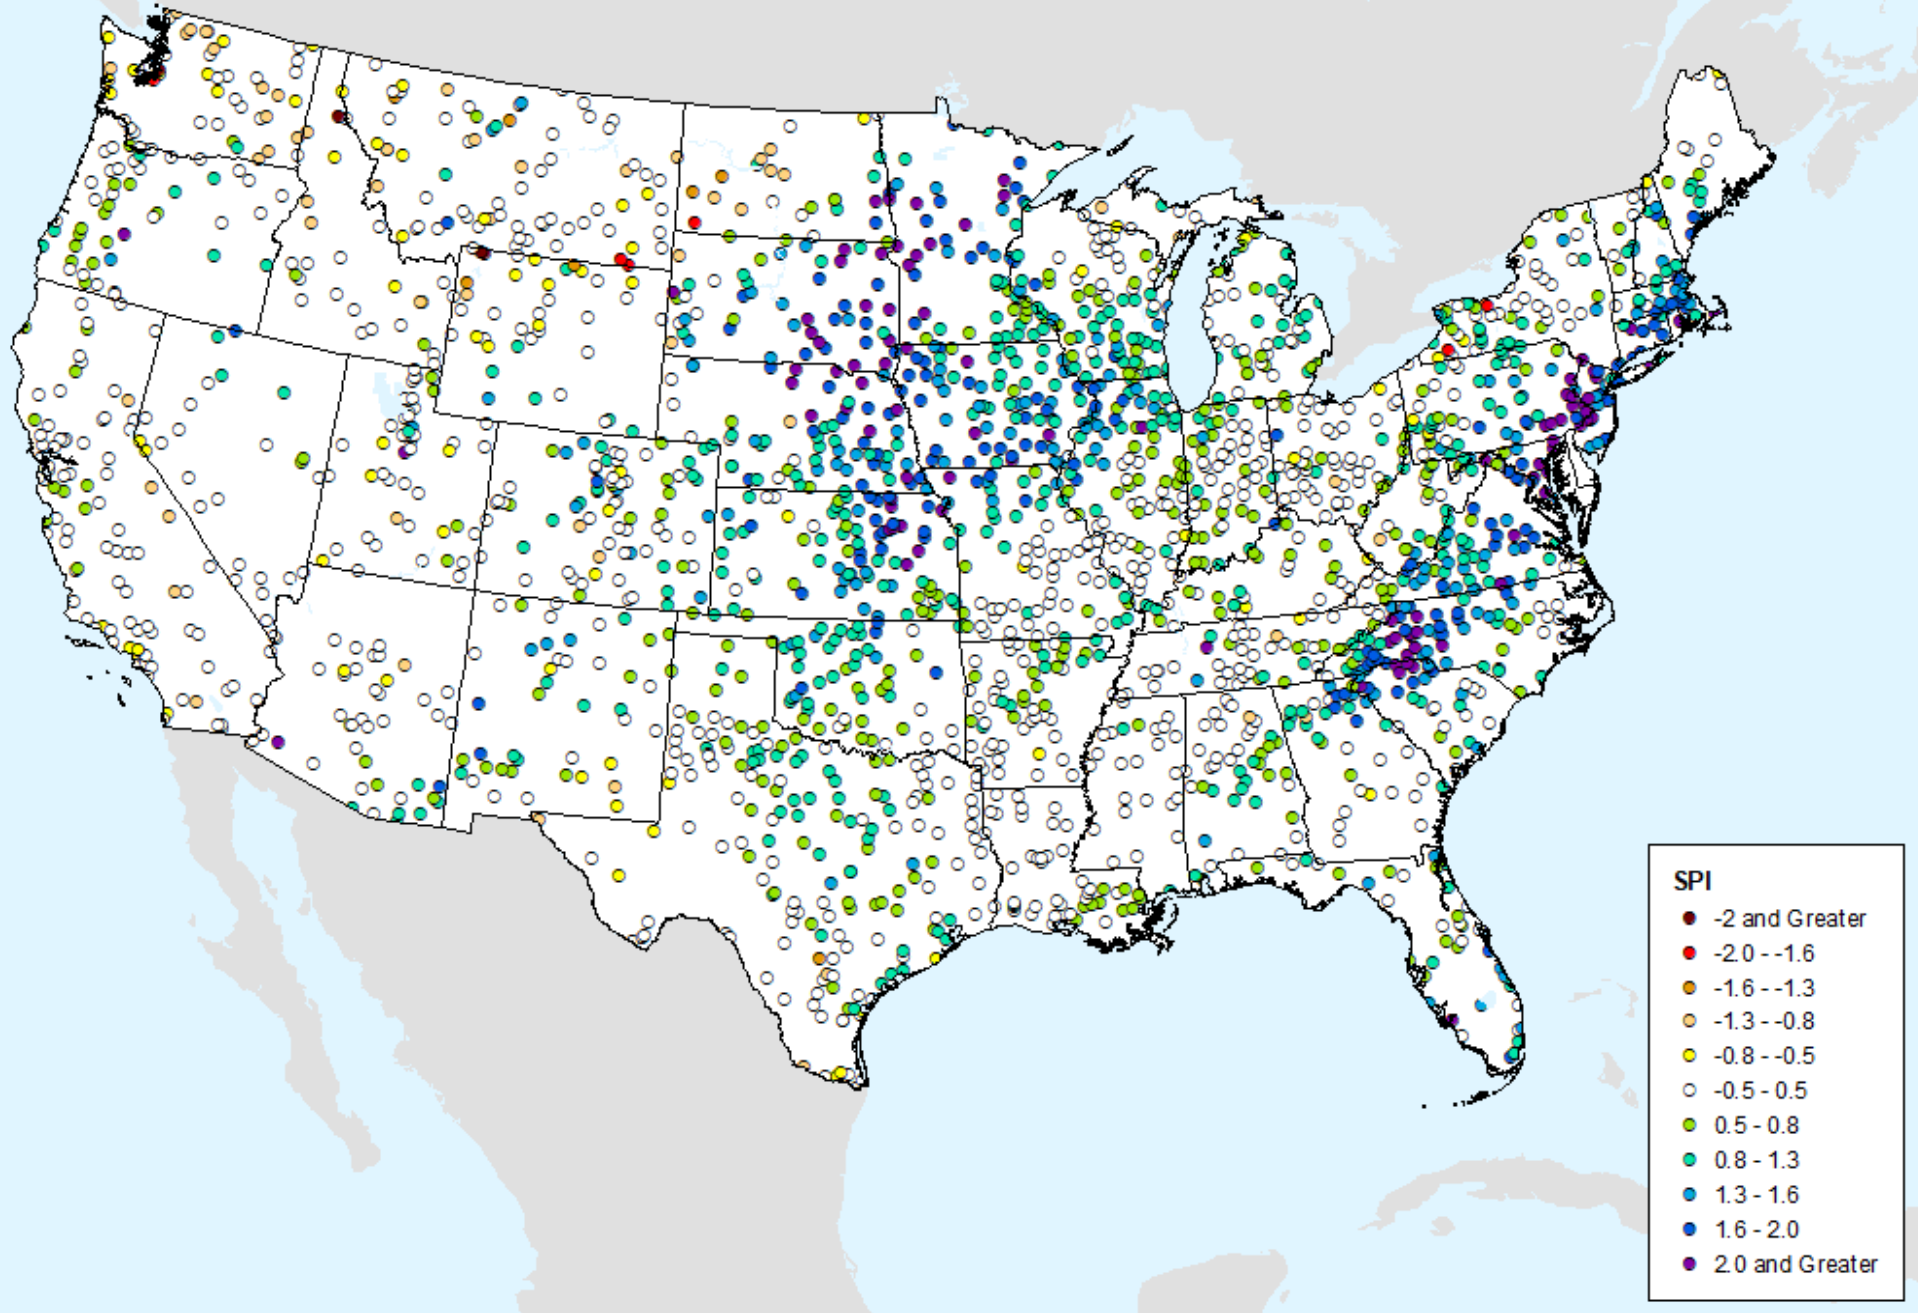 SPI
-2 and Greater
-2.0 - -1.6
-1.6 - -1.3
-1.3 - -0.8
-0.8 - -0.5
-0.5 - 0.5
0.5 - 0.8
0.8 - 1.3
1.3 - 1.6
1.6 - 2.0
2.0 and Greater